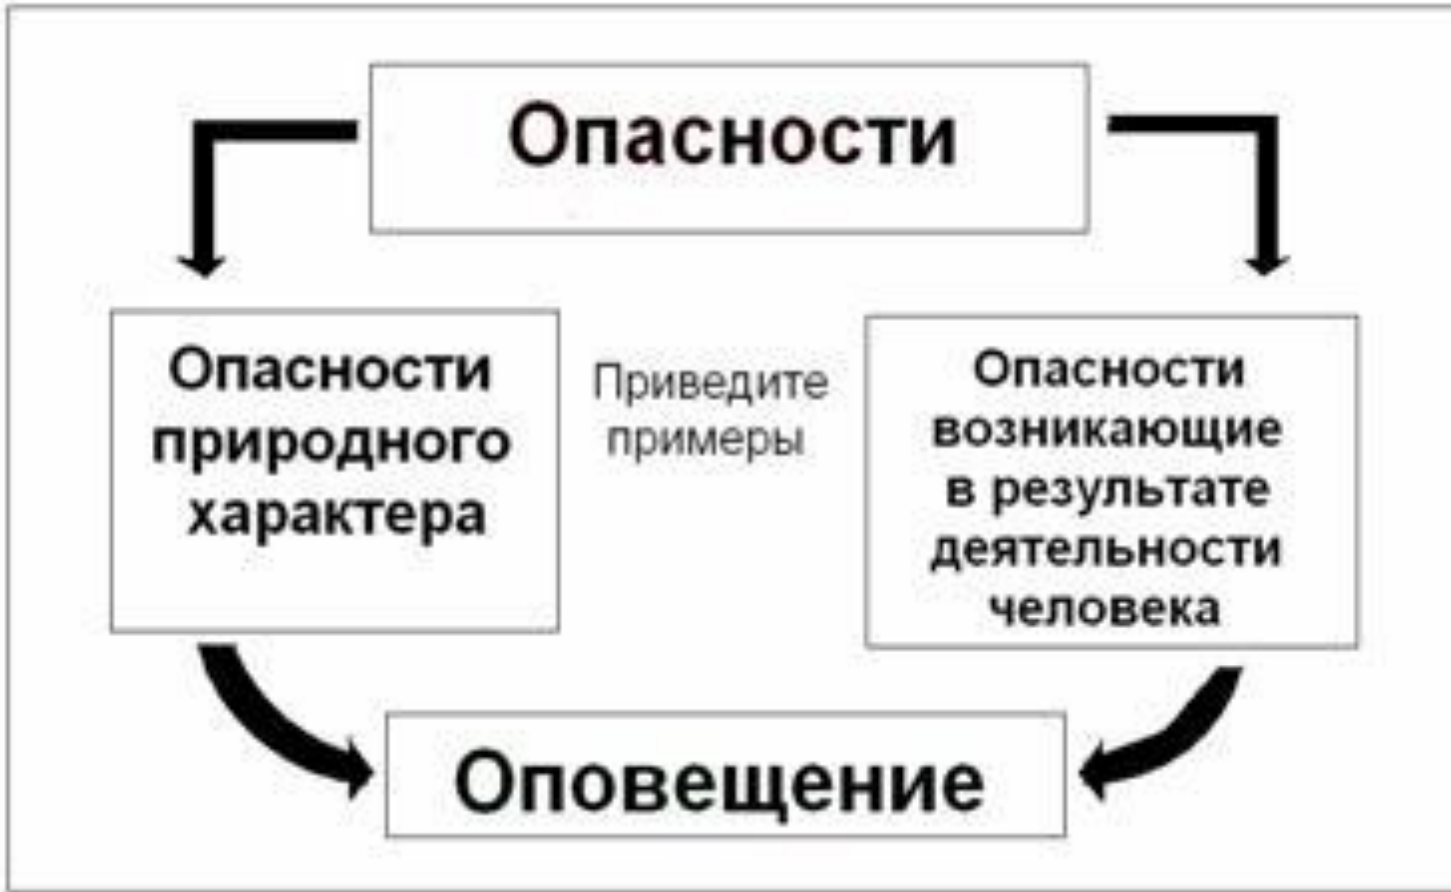 Опасности
Опасности
природного
характера
Приведите
примеры
Опасности
возникающие
в результате
деятельности
человека
Оповещение